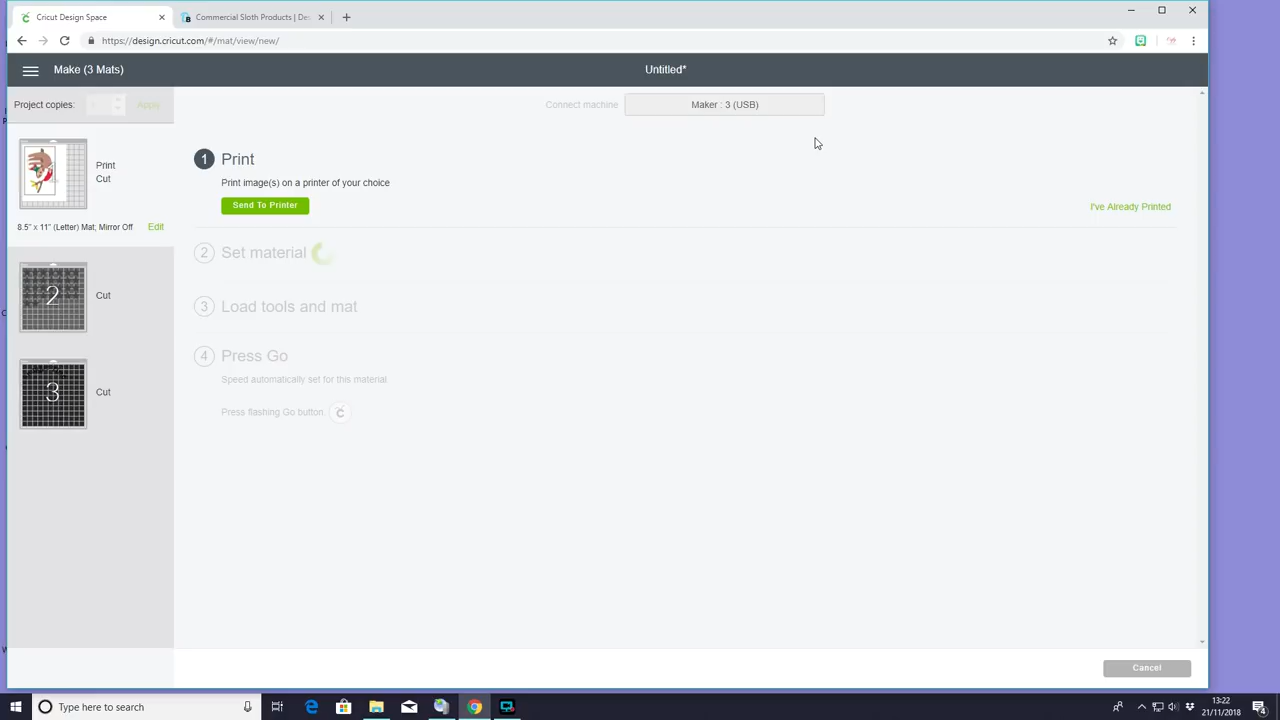 Cricut Design Space
Commercial Sloth Products | De
https://design.cricut.com/#/mat/view/new/
Make (3 Mats)
Untitled*
Project copies:
1
Apply
Connect machine
Maker : 3 (USB)
Print
Cut
8.5" x 11" (Letter) Mat, Mirror Off
Edit
2
Cut
3
Cut
1
Print
Print image(s) on a printer of your choice
Send To Printer
I've Already Printed
2
Set material
3
Load tools and mat
4
Press Go
Speed automatically set for this material.
Press flashing Go button.
Cancel
Type here to search
13:22
21/11/2018
4